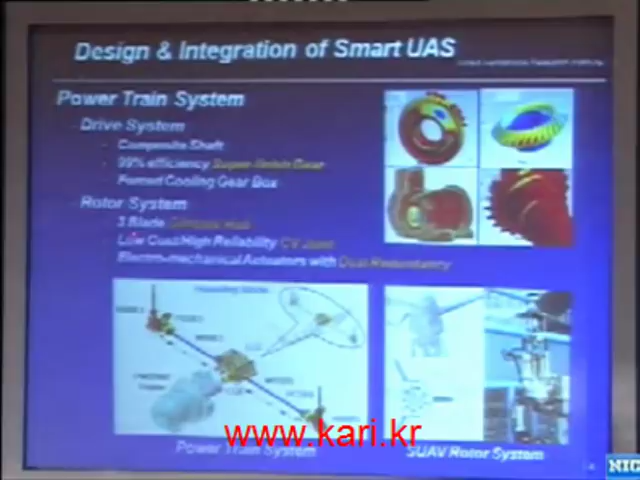 Design & Integration of Smart UAS
Power Train System
Drive System
Composite Shaft
99% efficiency Super finish Gear
Forced Cooling Gear Box
Rotor System
3 Blade Gimbals Hub
Low Cost/High Reliability CV Joint
Electro-mechanical Actuators with Dual Redundancy
www.kari.kr
Power Train System
SUAV Rotor System
NIC